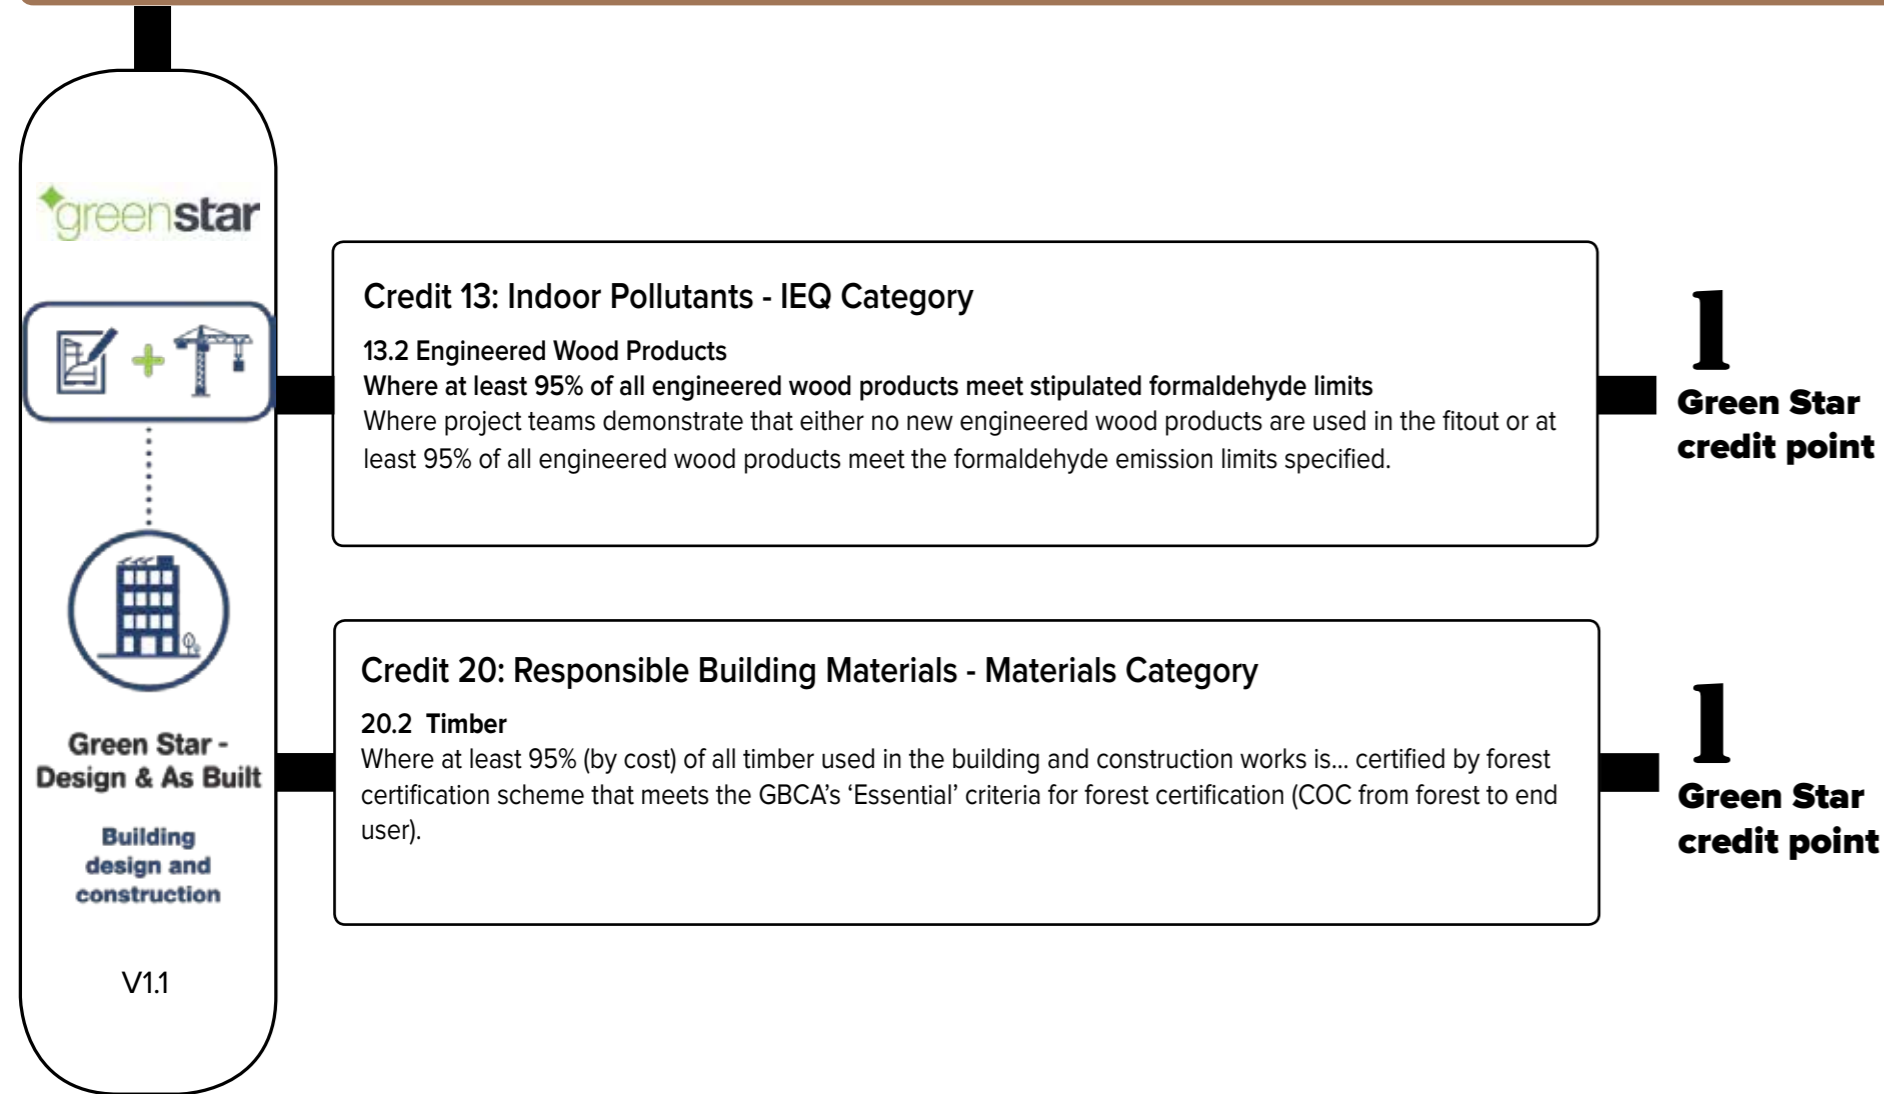 greenstar
Green Star -
Design & As Built
Building
design and
construction
V1.1
Credit 13: Indoor Pollutants - IEQ Category
13.2 Engineered Wood Products
Where at least 95% of all engineered wood products meet stipulated formaldehyde limits
Where project teams demonstrate that either no new engineered wood products are used in the fitout or at
least 95% of all engineered wood products meet the formaldehyde emission limits specified.
1
Green Star
credit point
Credit 20: Responsible Building Materials - Materials Category
20.2 Timber
Where at least 95% (by cost) of all timber used in the building and construction works is... certified by forest
certification scheme that meets the GBCA's ‘Essential’ criteria for forest certification (COC from forest to end
user).
1
Green Star
credit point